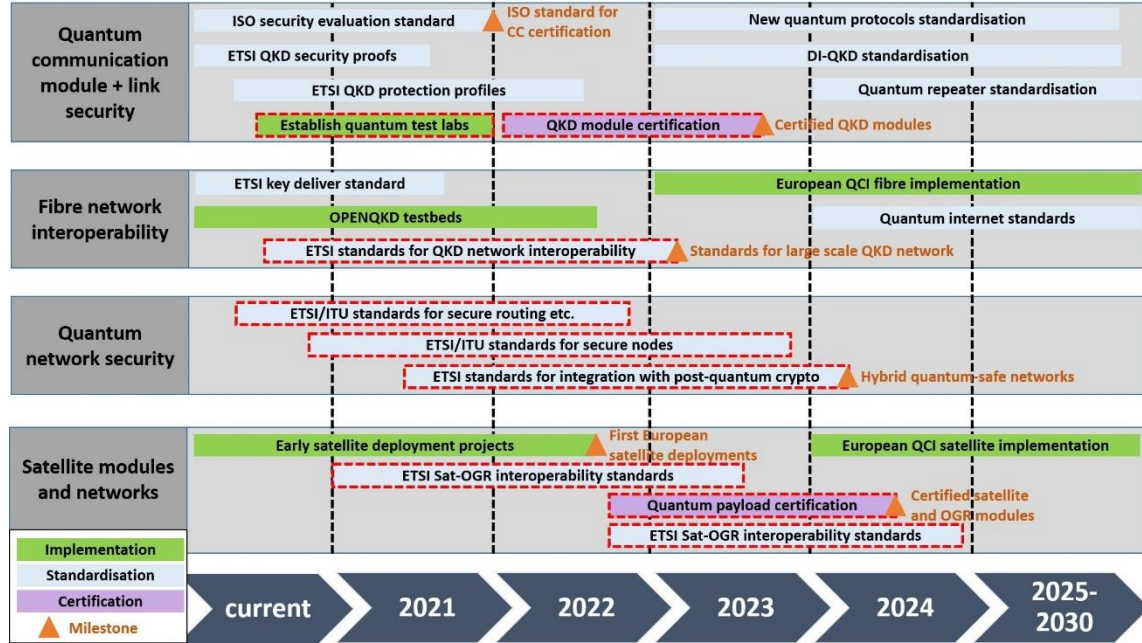 Quantum
communication
module + link
security
ISO security evaluation standard
ISO standard for
CC certification
New quantum protocols standardisation
ETSI QKD security proofs
DI-QKD standardisation
ETSI QKD protection profiles
Quantum repeater standardisation
Establish quantum test labs
QKD module certification
Certified QKD modules
Fibre network
interoperability
ETSI key deliver standard
European QCI fibre implementation
OPENQKD testbeds
Quantum internet standards
ETSI standards for QKD network interoperability
Standards for large scale QKD network
Quantum
network security
ETSI/ITU standards for secure routing etc.
ETSI/ITU standards for secure nodes
ETSI standards for integration with post-quantum crypto
Hybrid quantum-safe networks
Satellite modules
and networks
Early satellite deployment projects
First European
satellite deployments
European QCI satellite implementation
ETSI Sat-OGR interoperability standards
Quantum payload certification
Certified satellite
and OGR modules
ETSI Sat-OGR interoperability standards
Implementation
Standardisation
Certification
Milestone
current
2021
2022
2023
2024
2025-
2030